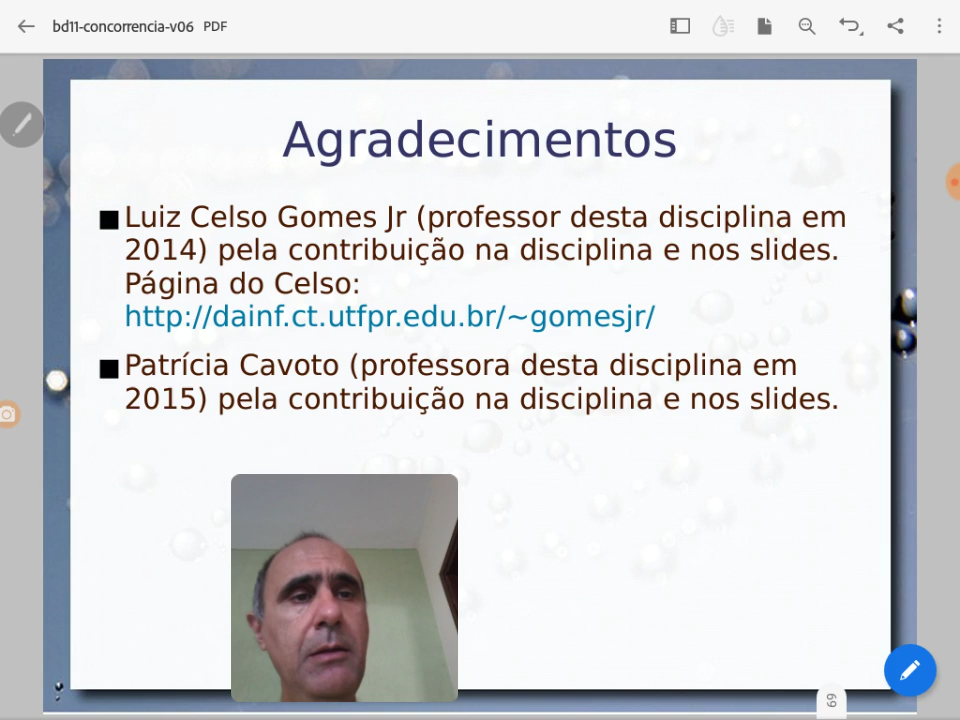 bd11-concorrencia-v06 PDF
Agradecimentos
Luiz Celso Gomes Jr (professor desta disciplina em
2014) pela contribuição na disciplina e nos slides.
Página do Celso:
http://dainf.ct.utfpr.edu.br/~gomesjr/
Patrícia Cavoto (professora desta disciplina em
2015) pela contribuição na disciplina e nos slides.
69